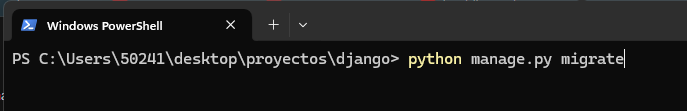 Windows PowerShell
PS C:\Users\50241\desktop\proyectos\django> python manage.py migrate